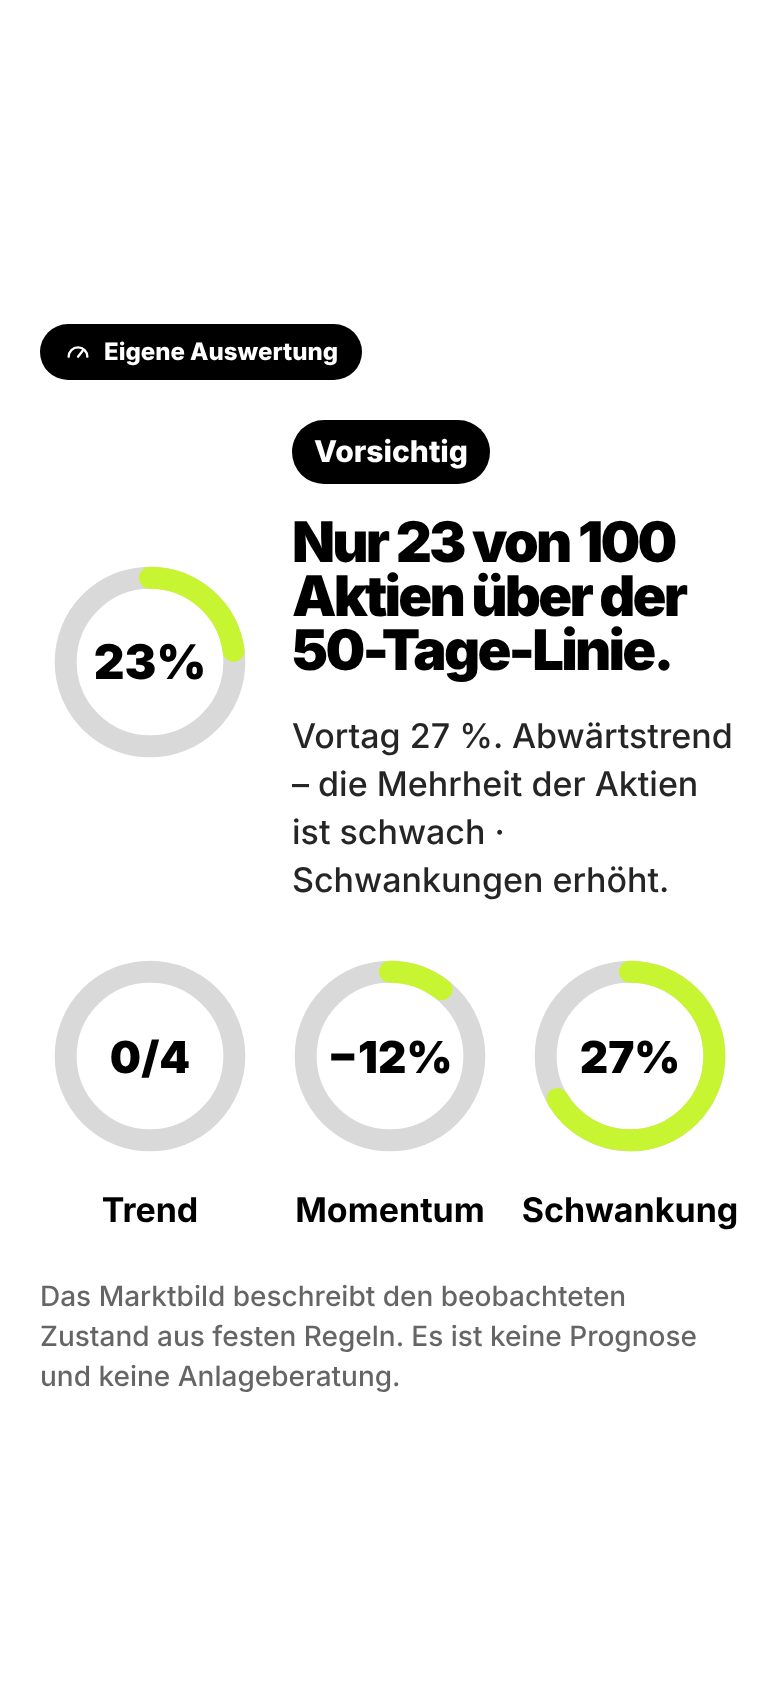 Eigene Auswertung
Vorsichtig
Nur 23 von 100
Aktien über der
50-Tage-Linie.
23%
Vortag 27 %. Abwärtstrend
– die Mehrheit der Aktien
ist schwach ·
Schwankungen erhöht.
0/4
−12%
27%
Trend
Momentum
Schwankung
Das Marktbild beschreibt den beobachteten
Zustand aus festen Regeln. Es ist keine Prognose
und keine Anlageberatung.